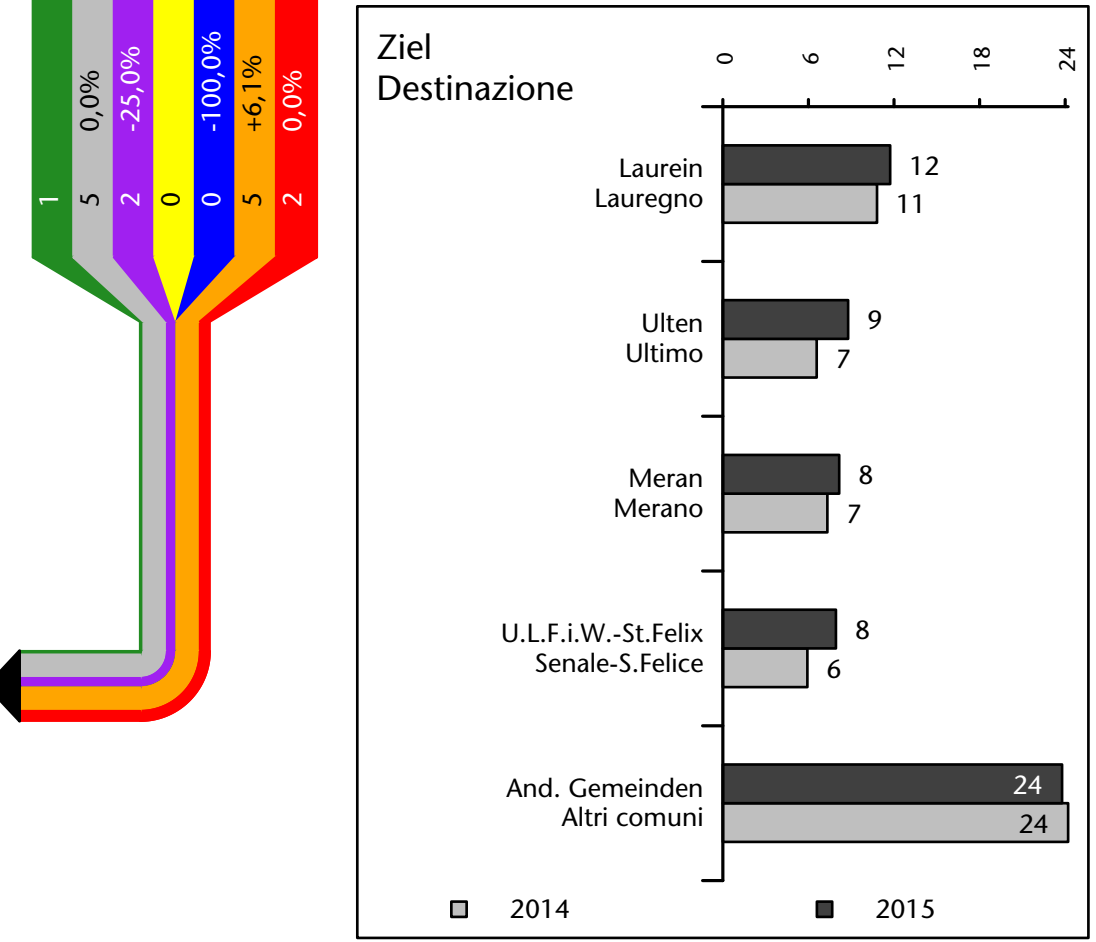 1
5 0,0%
2 -25,0%
0
0 -100,0%
5 +6,1%
2 0,0%
Ziel
Destinazione
0 6 12 18 24
Laurein
Lauregno
12
11
Ulten
Ultimo
9
7
Meran
Merano
8
7
U.L.F.i.W.-St.Felix
Senale-S.Felice
8
6
And. Gemeinden
Altri comuni
24
24
2014 2015